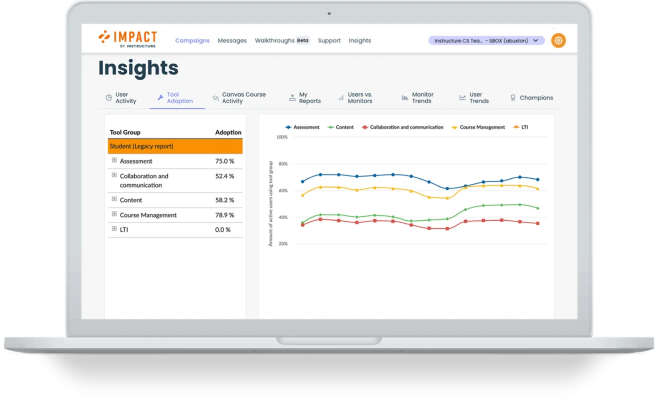 IMPACT
BY INSTRUCTURE
Campaigns Messages Walkthroughs Beta Support Insights
Instructure CS Tea... - SBOX (abuxton)
Insights
User Activity
Tool Adoption
Canvas Course Activity
My Reports
Users vs. Monitors
Monitor Trends
User Trends
Champions
Tool Group Adoption
Student (Legacy report)
Assessment 75.0 %
Collaboration and
communication 52.4 %
Content 58.2 %
Course Management 78.9 %
LTI 0.0 %
Assessment Content Collaboration and communication Course Management LTI
Amount of active users using tool group
100%
80%
60%
40%
20%